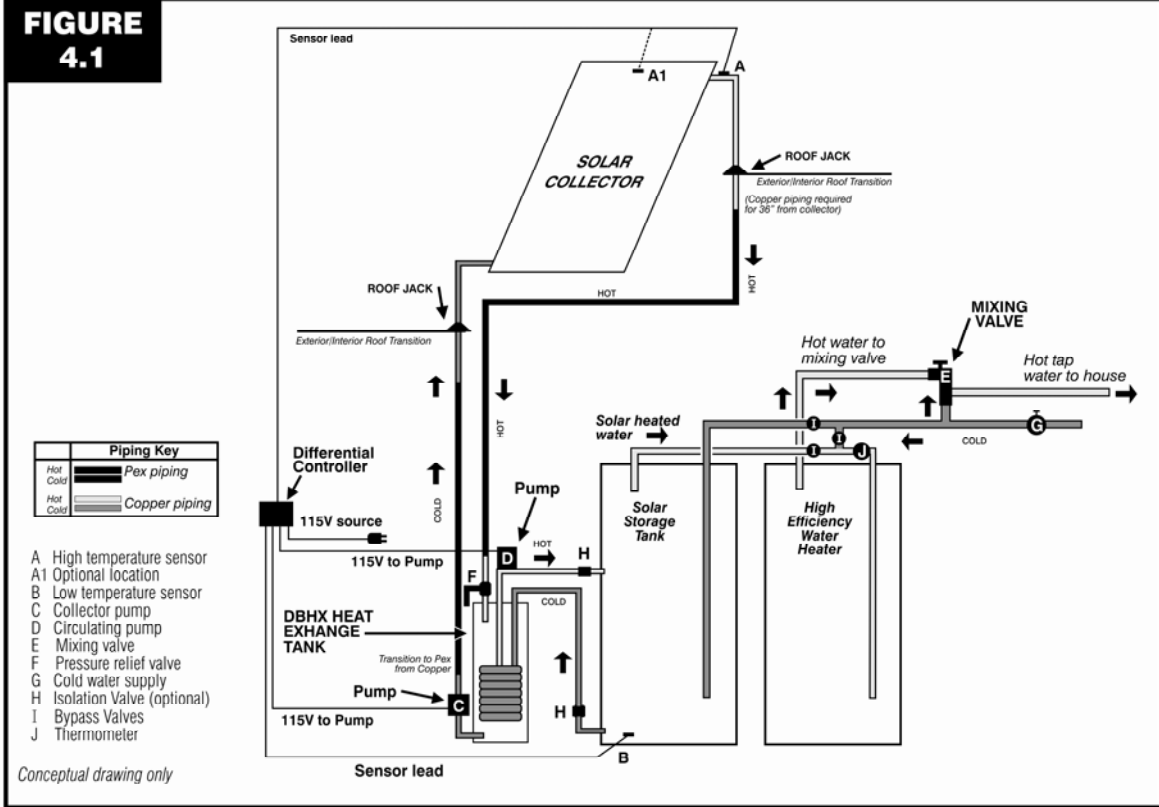 FIGURE
4.1
Sensor lead
A
A1
SOLAR
COLLECTOR
ROOF JACK
Exterior/Interior Roof Transition
(Copper piping required
for 36" from collector)
HOT
HOT
ROOF JACK
Exterior/Interior Roof Transition
MIXING
VALVE
Hot water to
mixing valve
E
Hot tap
water to house
Solar heated
water
I
I
I
J
G
COLD
HOT
COLD
Piping Key
Hot
Cold
Pex piping
Hot
Cold
Copper piping
Differential
Controller
115V source
115V to Pump
Pump
D
HOT
H
F
COLD
Solar
Storage
Tank
High
Efficiency
Water
Heater
DBHX HEAT
EXHANGE
TANK
Transition to Pex
from Copper
Pump
C
115V to Pump
H
B
Sensor lead
A High temperature sensor
A1 Optional location
B Low temperature sensor
C Collector pump
D Circulating pump
E Mixing valve
F Pressure relief valve
G Cold water supply
H Isolation Valve (optional)
I Bypass Valves
J Thermometer
Conceptual drawing only